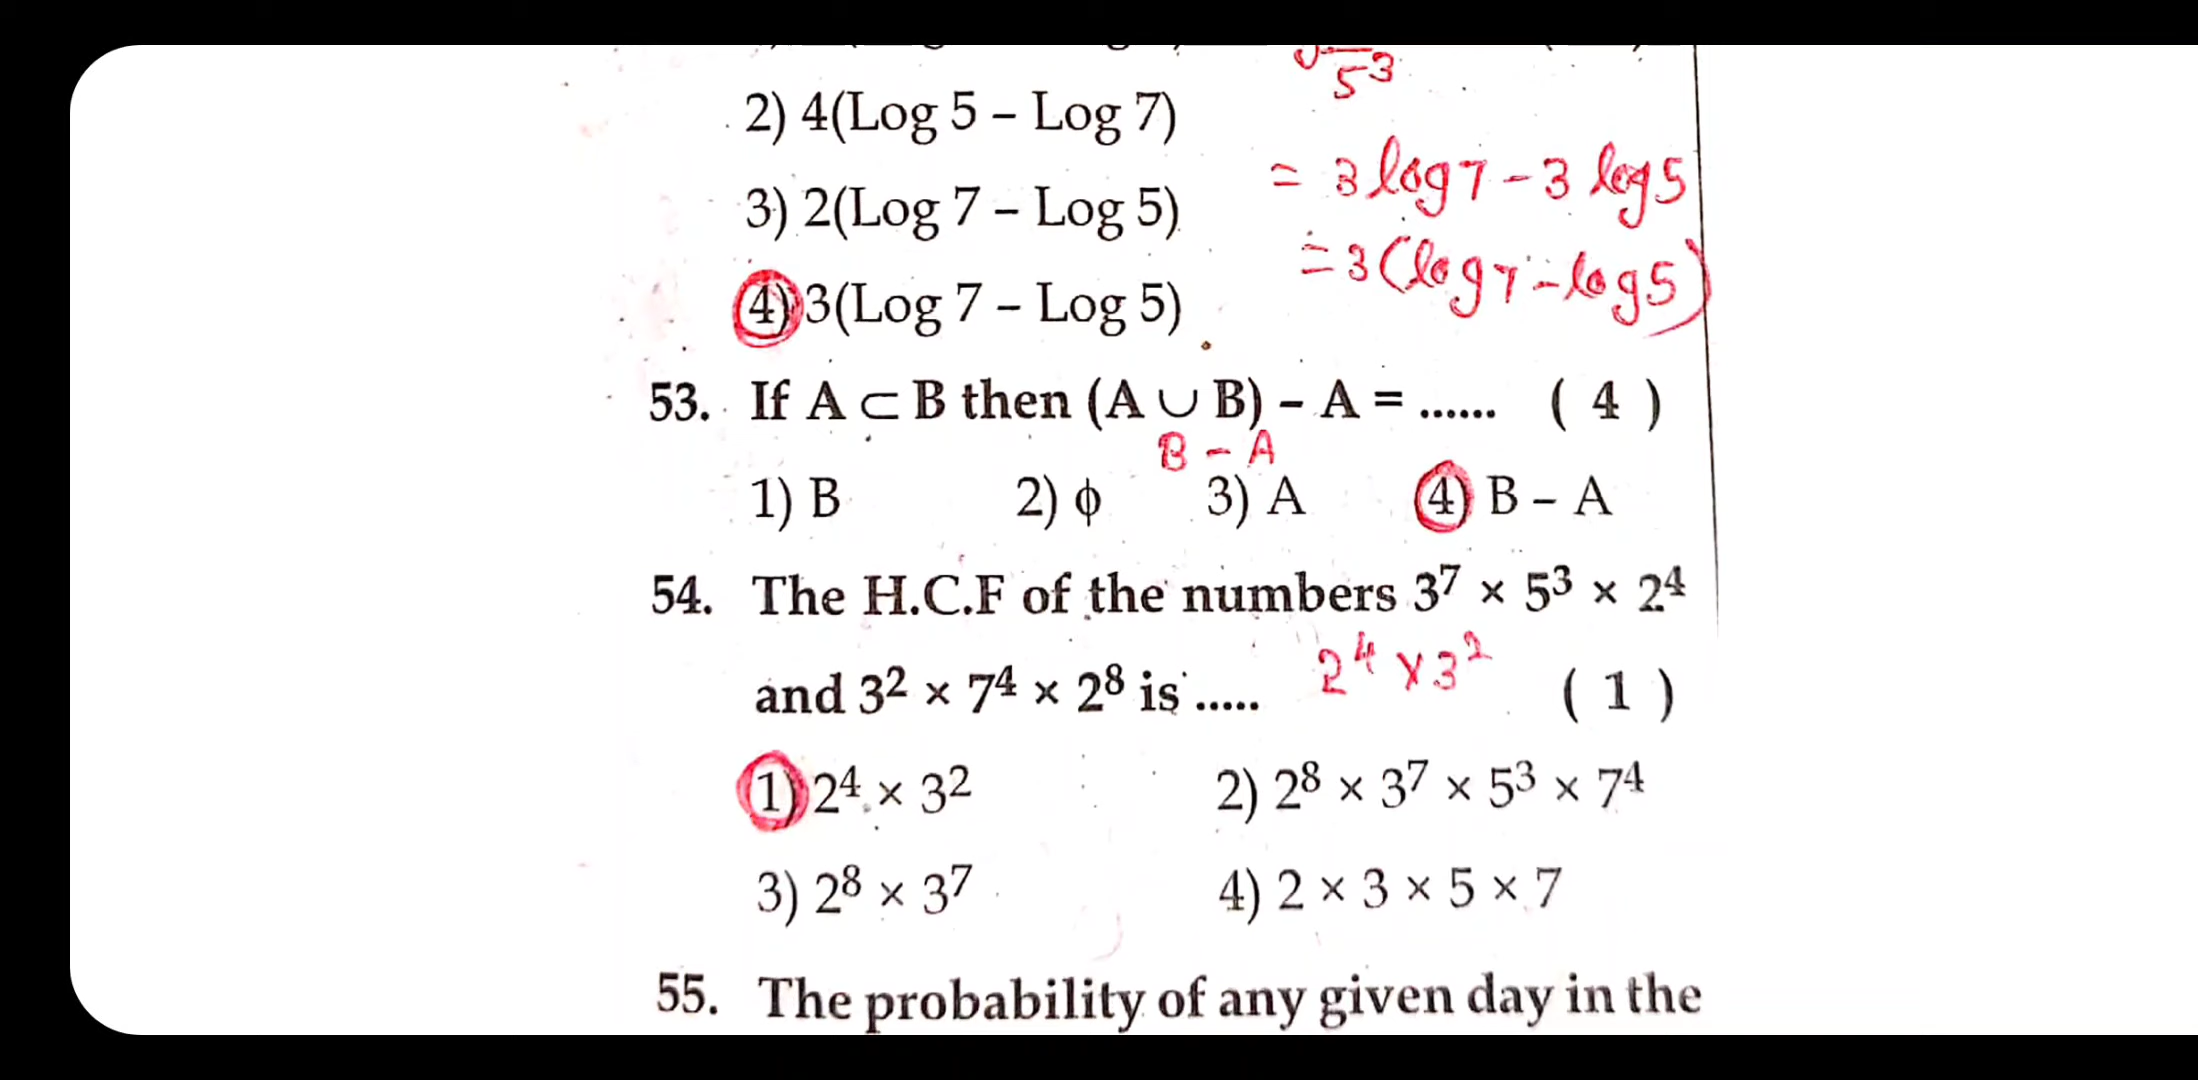 5³
2) 4(Log 5 – Log 7)
= 3 log 7 - 3 log 5
3) 2(Log 7 – Log 5)
= 3 (log 7 - log 5)
4) 3(Log 7 – Log 5)
53. If A ⊂ B then (A ∪ B) – A = ...... ( 4 )
B - A
1) B 2) ϕ 3) A 4) B – A
54. The H.C.F of the numbers 3⁷ × 5³ × 2⁴
2⁴ × 3²
and 3² × 7⁴ × 2⁸ is ..... ( 1 )
1) 2⁴ × 3² 2) 2⁸ × 3⁷ × 5³ × 7⁴
3) 2⁸ × 3⁷ 4) 2 × 3 × 5 × 7
55. The probability of any given day in the